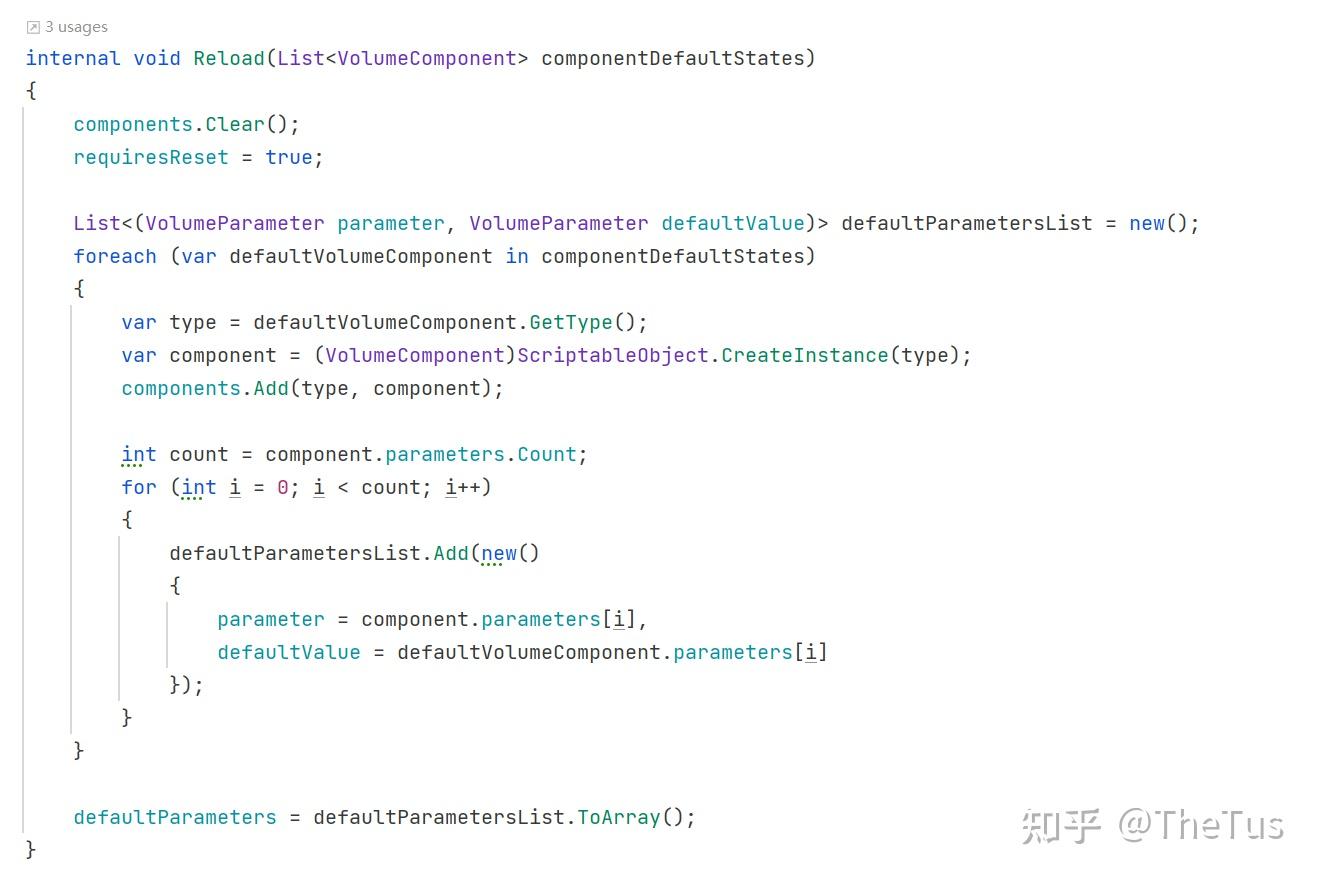 3 usages
internal void Reload(List<VolumeComponent> componentDefaultStates)
{
    components.Clear();
    requiresReset = true;

    List<(VolumeParameter parameter, VolumeParameter defaultValue)> defaultParametersList = new();
    foreach (var defaultVolumeComponent in componentDefaultStates)
    {
        var type = defaultVolumeComponent.GetType();
        var component = (VolumeComponent)ScriptableObject.CreateInstance(type);
        components.Add(type, component);

        int count = component.parameters.Count;
        for (int i = 0; i < count; i++)
        {
            defaultParametersList.Add(new()
            {
                parameter = component.parameters[i],
                defaultValue = defaultVolumeComponent.parameters[i]
            });
        }
    }

    defaultParameters = defaultParametersList.ToArray();
}
知乎 @TheTus